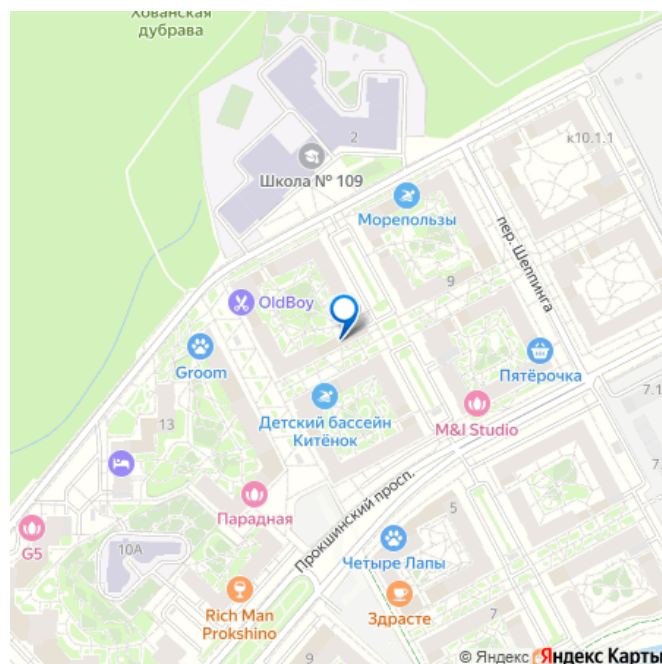 Хованская
дубрава
2
к10.1.1
Школа № 109
Морепользы
пер. Шеппинга
9
OldBoy
Groom
Пятёрочка
7.1
Детский бассейн
Китёнок
M&I Studio
13
7.
Прокшинский просп.
Парадная
5
G5
10А
Четыре Лапы
Rich Man
Prokshino
Здрасте
7
9
© Яндекс Яндекс Карты